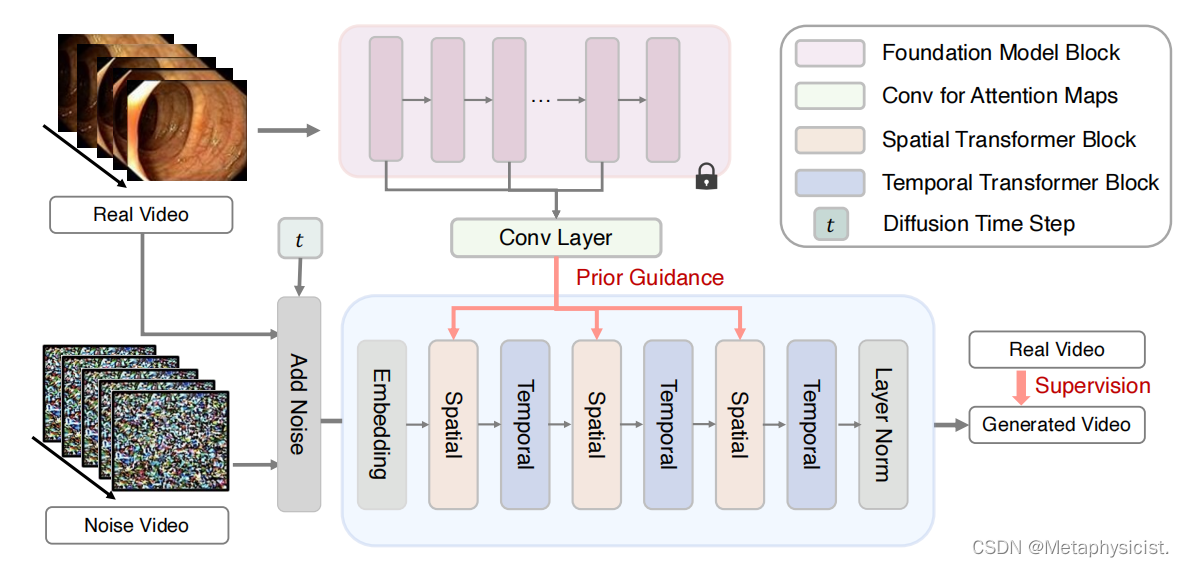 Foundation Model Block
Conv for Attention Maps
Spatial Transformer Block
Temporal Transformer Block
t
Diffusion Time Step
...
Real Video
t
Conv Layer
Prior Guidance
Add Noise
Embedding
Spatial
Temporal
Spatial
Temporal
Spatial
Temporal
Layer Norm
Real Video
Supervision
Generated Video
Noise Video
CSDN @Metaphysicist.